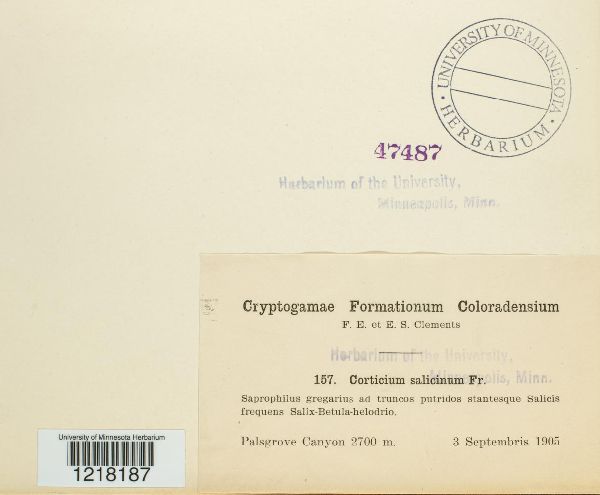 UNIVERSITY OF MINNESOTA
· HERBARIUM ·
47487
Herbarium of the University,
Minneapolis, Minn.
Cryptogamae Formationum Coloradensium
F. E. et E. S. Clements
Herbarium of the University,
Minneapolis, Minn.
157. Corticium salicinum Fr.
Saprophilus gregarius ad truncos putridos stantesque Salicis
frequens Salix-Betula-helodrio.
Palsgrove Canyon 2700 m. 3 Septembris 1905
University of Minnesota Herbarium
1218187